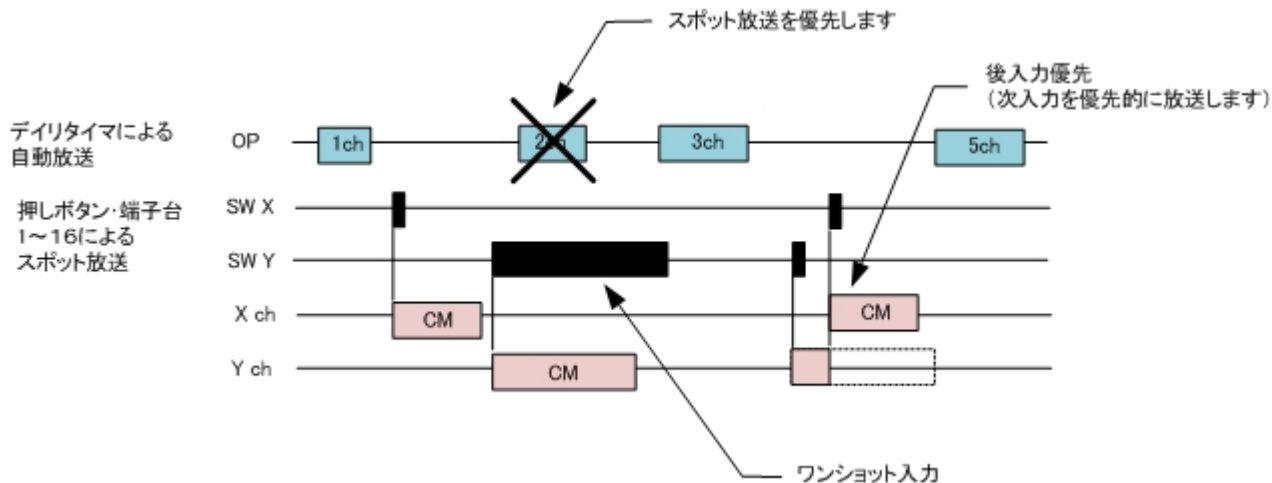 スポット放送を優先します
後入力優先
(次入力を優先的に放送します)
デイリタイマによる
自動放送
OP
1ch
2ch
3ch
5ch
押しボタン・端子台
1～16による
スポット放送
SW X
SW Y
X ch
CM
CM
Y ch
CM
ワンショット入力